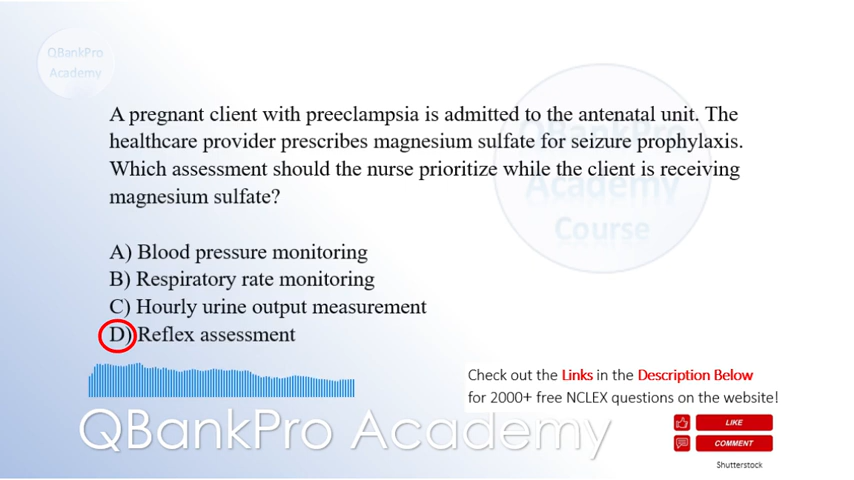 QBankPro
Academy
A pregnant client with preeclampsia is admitted to the antenatal unit. The
healthcare provider prescribes magnesium sulfate for seizure prophylaxis.
Which assessment should the nurse prioritize while the client is receiving
magnesium sulfate?
QBankPro
Academy
Course
A) Blood pressure monitoring
B) Respiratory rate monitoring
C) Hourly urine output measurement
D) Reflex assessment
Check out the Links in the Description Below
for 2000+ free NCLEX questions on the website!
QBankPro Academy
LIKE
COMMENT
Shutterstock